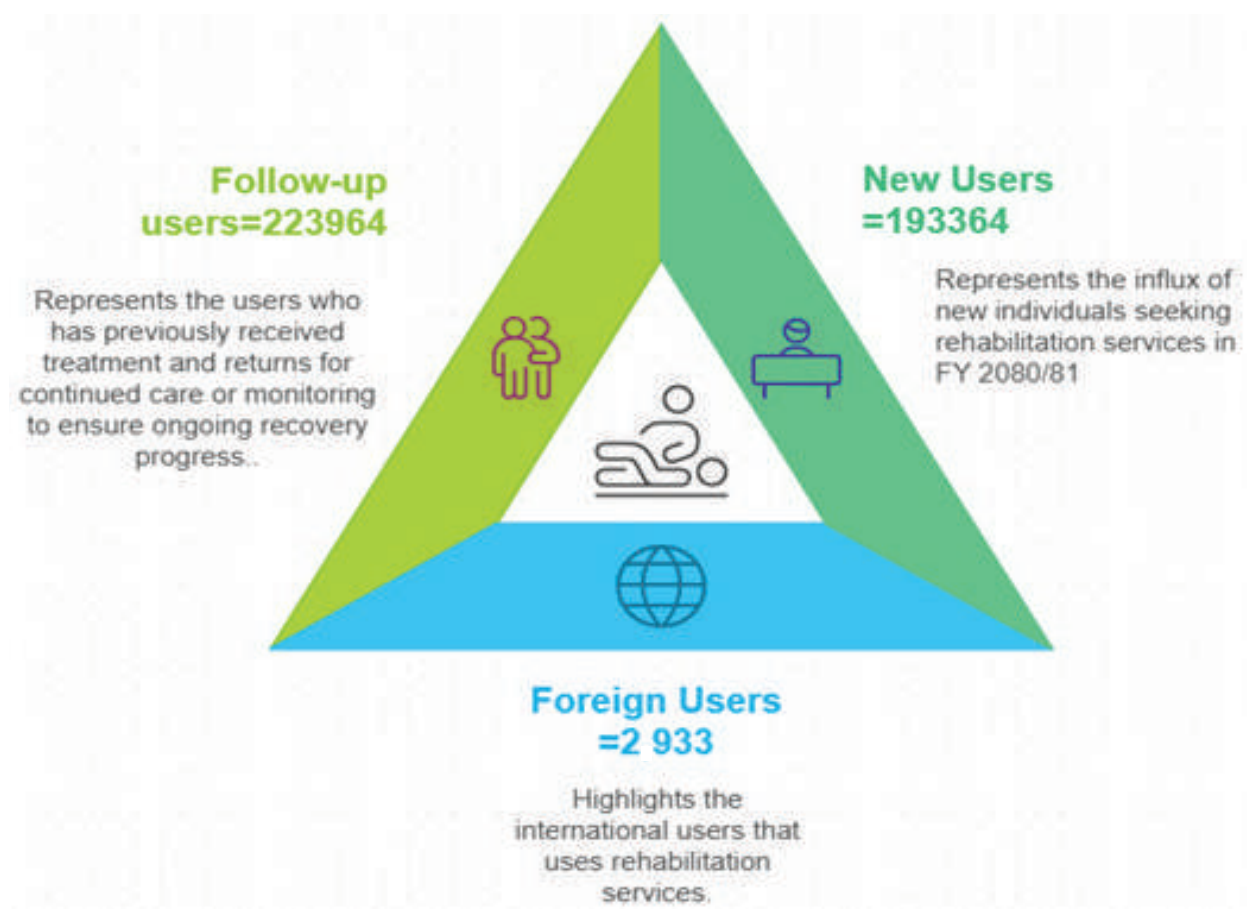 Follow-up
users=223964
Represents the users who
has previously received
treatment and returns for
continued care or monitoring
to ensure ongoing recovery
progress..
New Users
=193364
Represents the influx of
new individuals seeking
rehabilitation services in
FY 2080/81
Foreign Users
=2 933
Highlights the
international users that
uses rehabilitation
services.